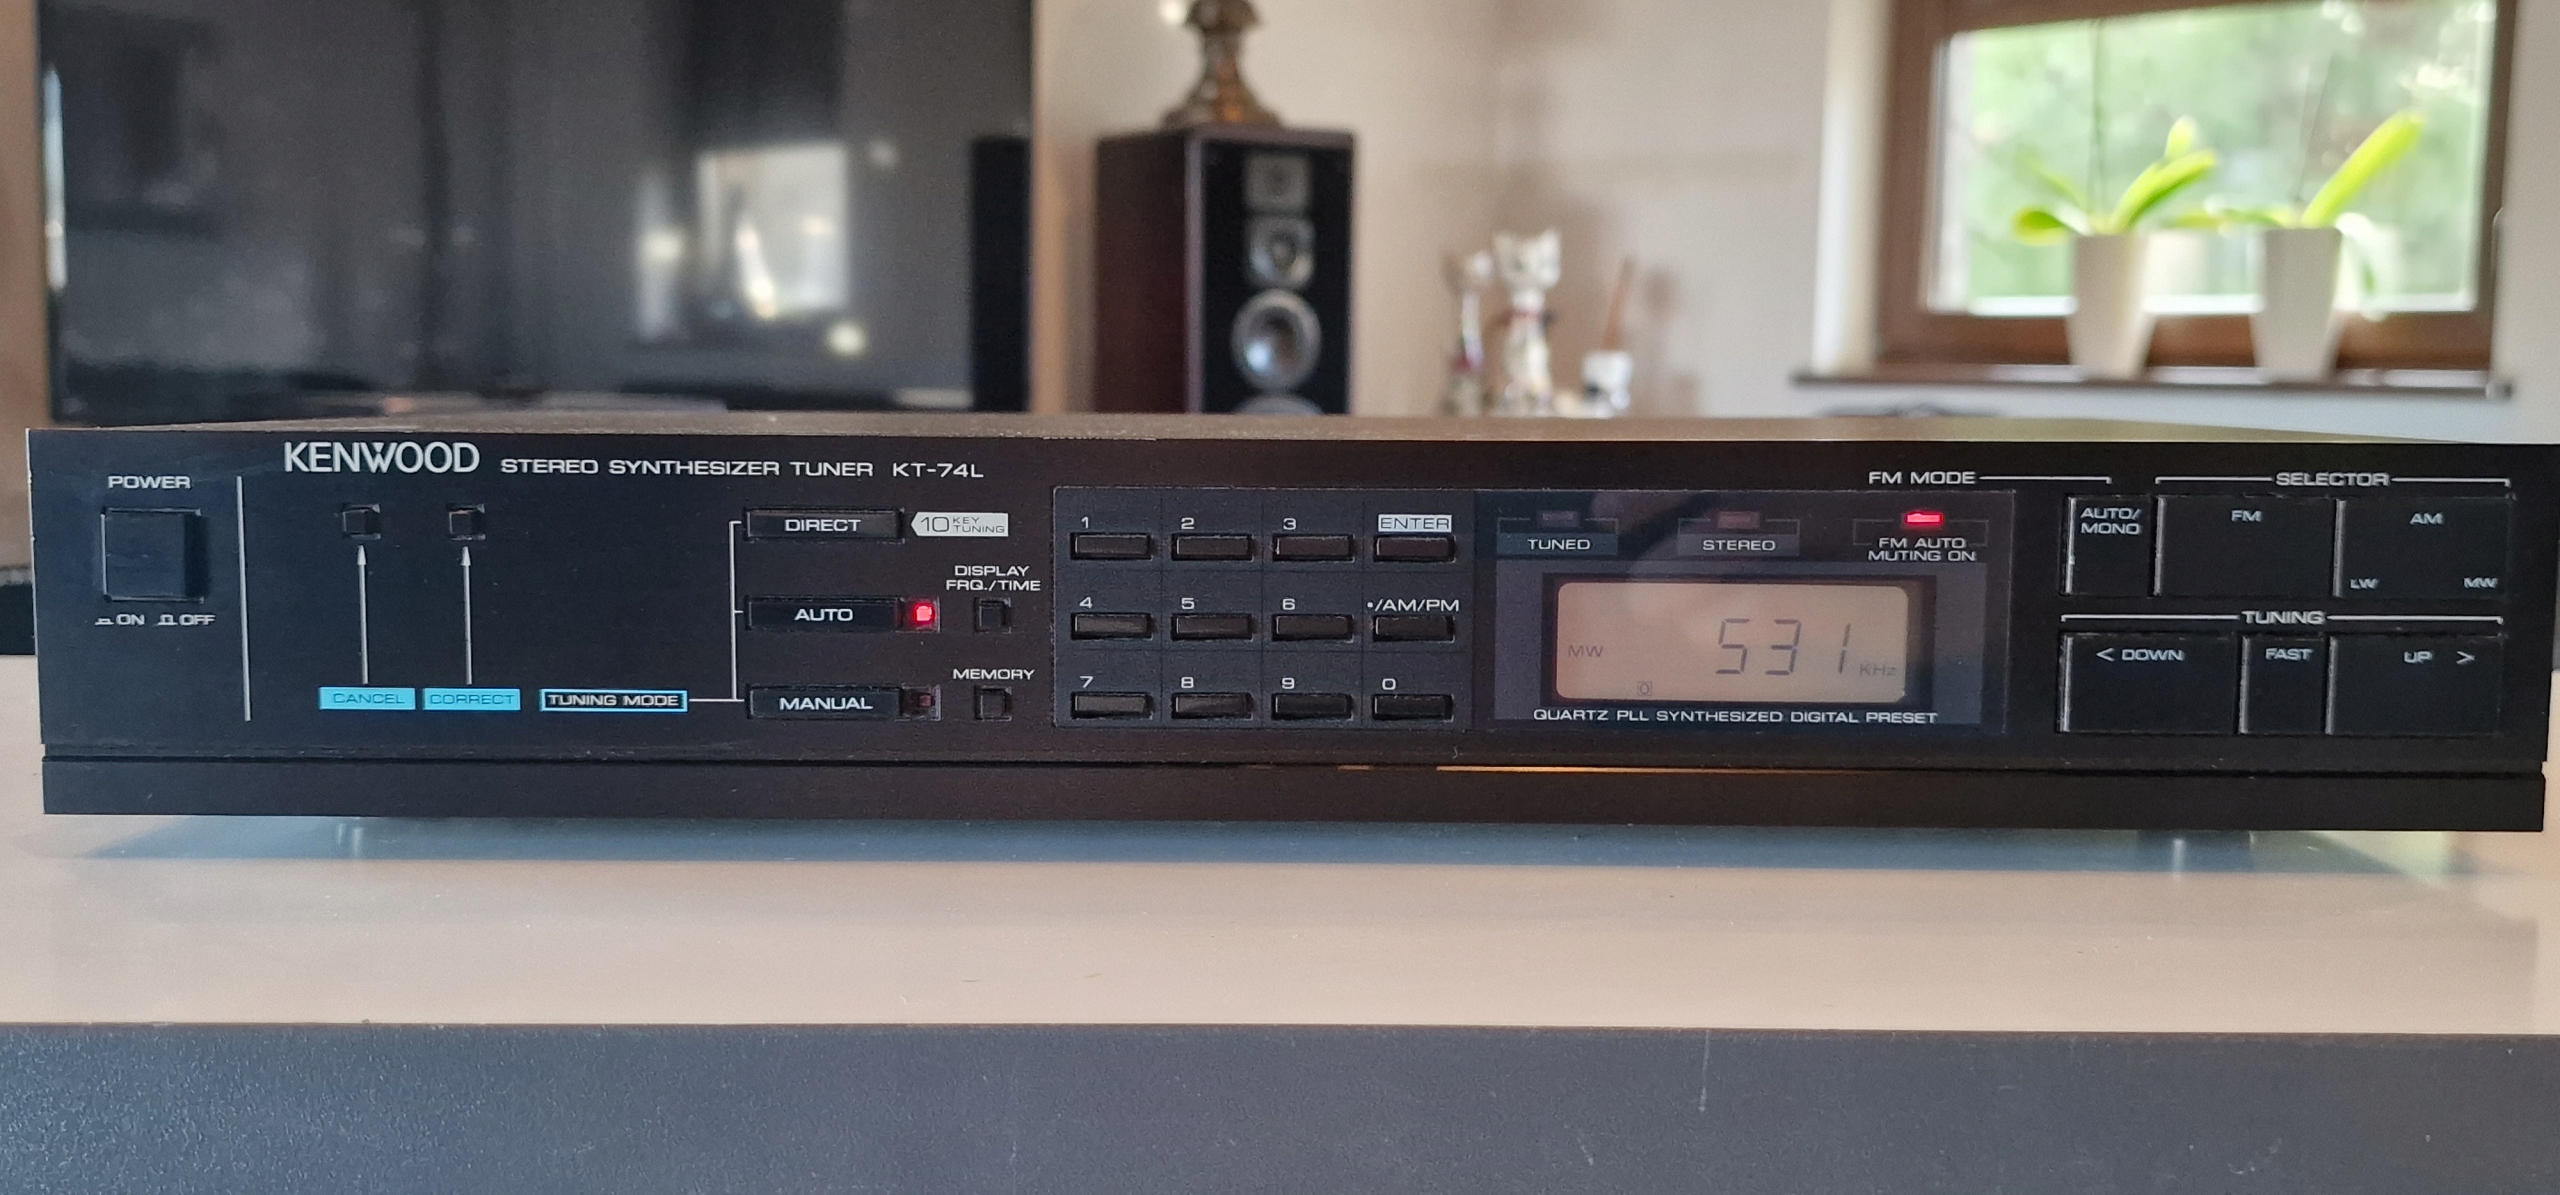 KENWOOD STEREO SYNTHESIZER TUNER KT-74L
POWER
ON OFF
CANCEL CORRECT
TUNING MODE
DIRECT
10 KEY TUNING
AUTO
MANUAL
DISPLAY
FRQ./TIME
MEMORY
1 2 3 ENTER
4 5 6 •/AM/PM
7 8 9 0
TUNED
STEREO
FM AUTO
MUTING ON
MW 531 KHz
0
QUARTZ PLL SYNTHESIZED DIGITAL PRESET
FM MODE
AUTO/
MONO
SELECTOR
FM
AM
LW MW
TUNING
< DOWN
FAST
UP >